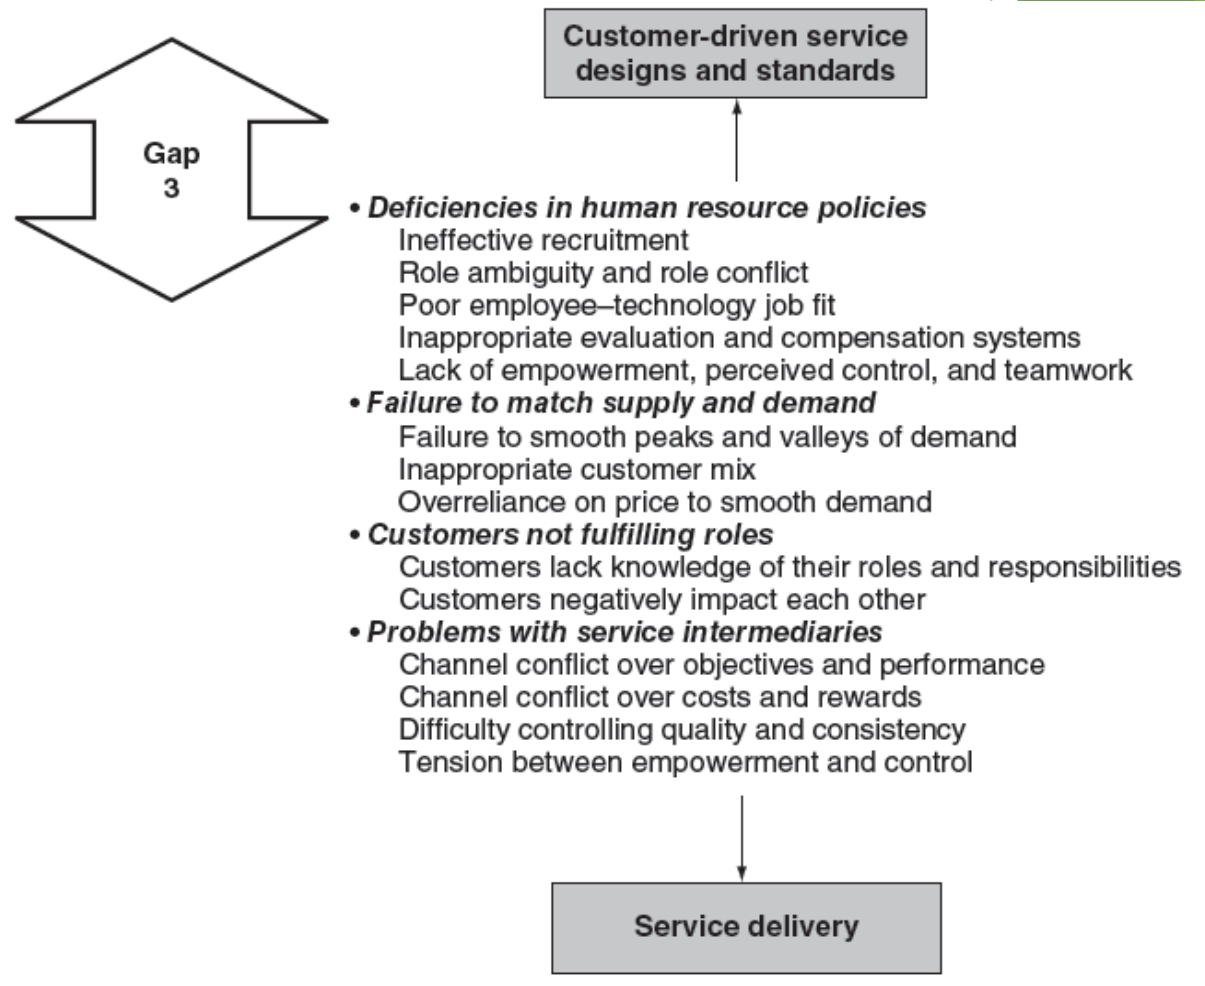 Customer-driven service
designs and standards
Gap
3
• Deficiencies in human resource policies
Ineffective recruitment
Role ambiguity and role conflict
Poor employee–technology job fit
Inappropriate evaluation and compensation systems
Lack of empowerment, perceived control, and teamwork
• Failure to match supply and demand
Failure to smooth peaks and valleys of demand
Inappropriate customer mix
Overreliance on price to smooth demand
• Customers not fulfilling roles
Customers lack knowledge of their roles and responsibilities
Customers negatively impact each other
• Problems with service intermediaries
Channel conflict over objectives and performance
Channel conflict over costs and rewards
Difficulty controlling quality and consistency
Tension between empowerment and control
Service delivery